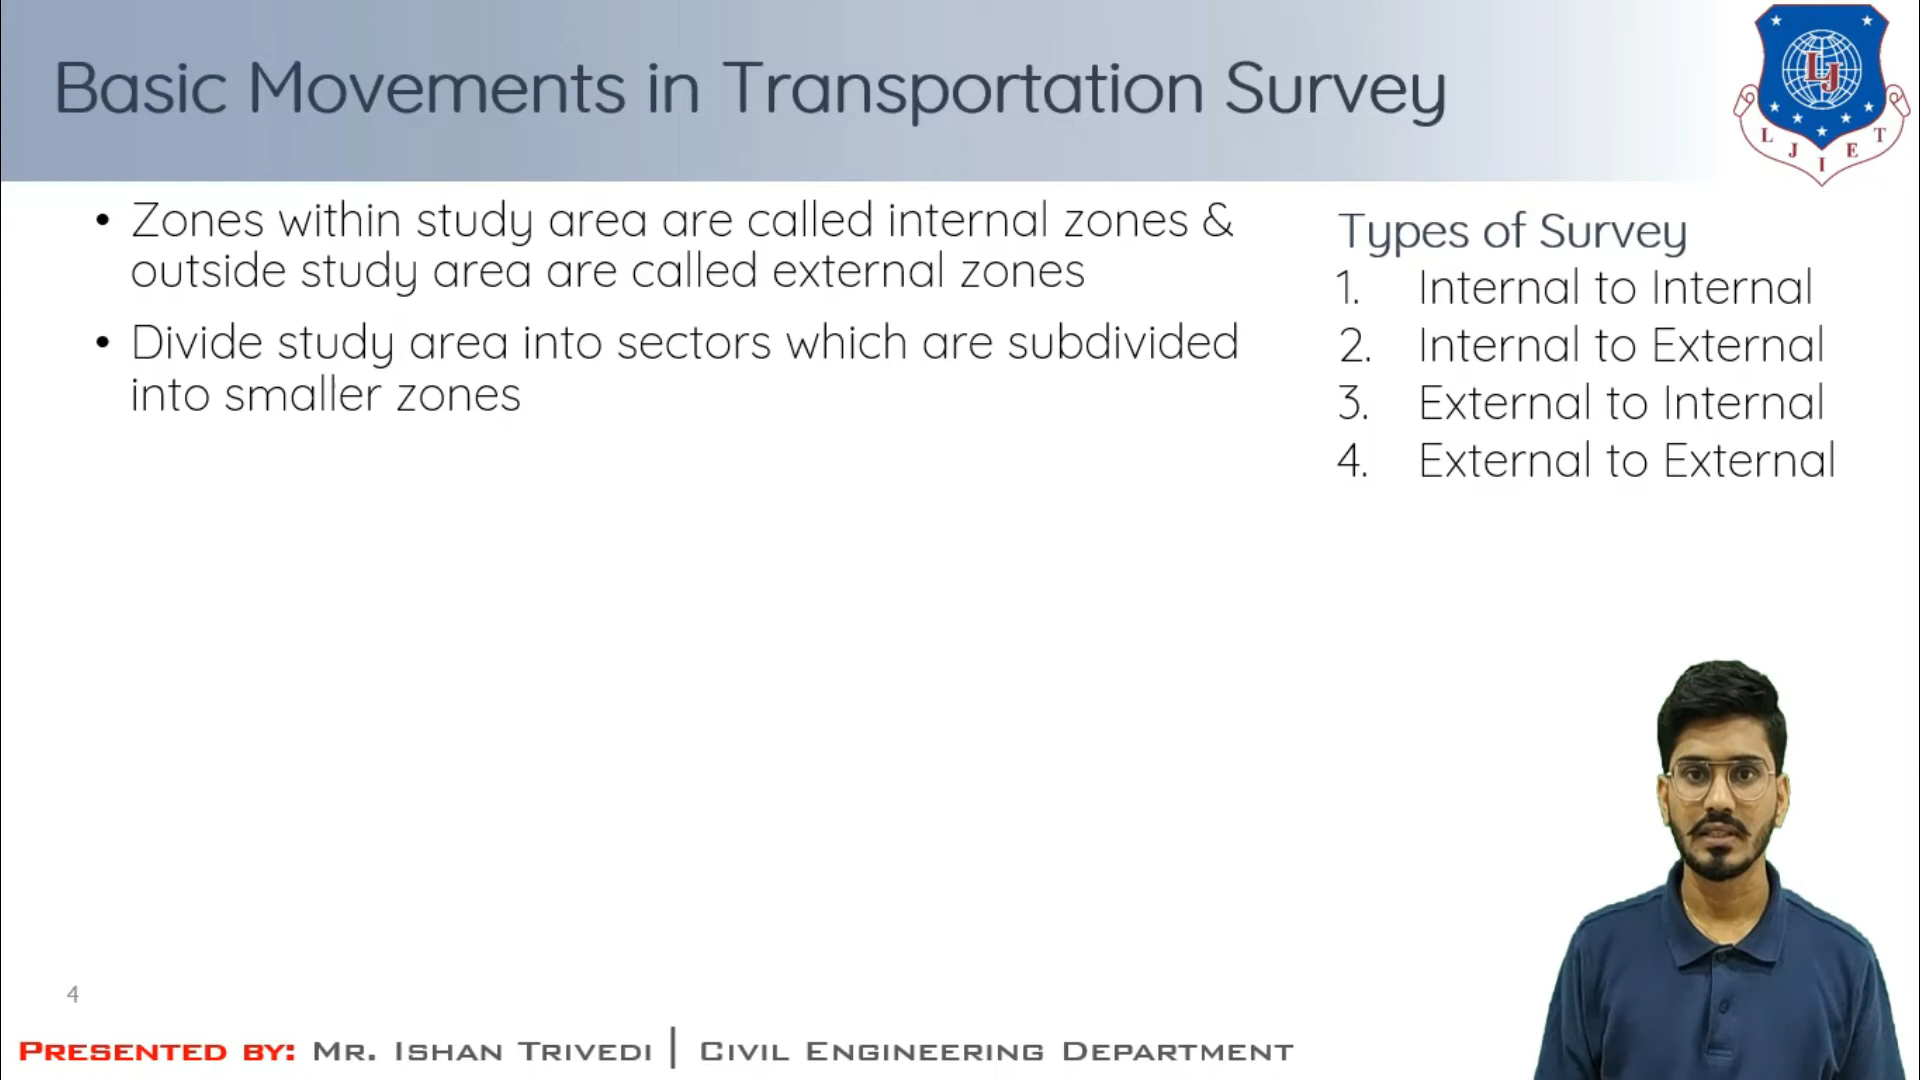 Basic Movements in Transportation Survey
LJ
L J I E T
• Zones within study area are called internal zones &
outside study area are called external zones
• Divide study area into sectors which are subdivided
into smaller zones
Types of Survey
1. Internal to Internal
2. Internal to External
3. External to Internal
4. External to External
4
PRESENTED BY: MR. ISHAN TRIVEDI | CIVIL ENGINEERING DEPARTMENT